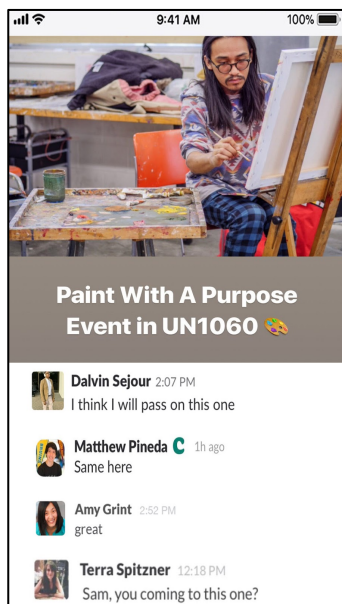 9:41 AM
100%
Paint With A Purpose
Event in UN1060 🎨
Dalvin Sejour 2:07 PM
I think I will pass on this one
Matthew Pineda C 1h ago
Same here
Amy Grint 2:52 PM
great
Terra Spitzner 12:18 PM
Sam, you coming to this one?